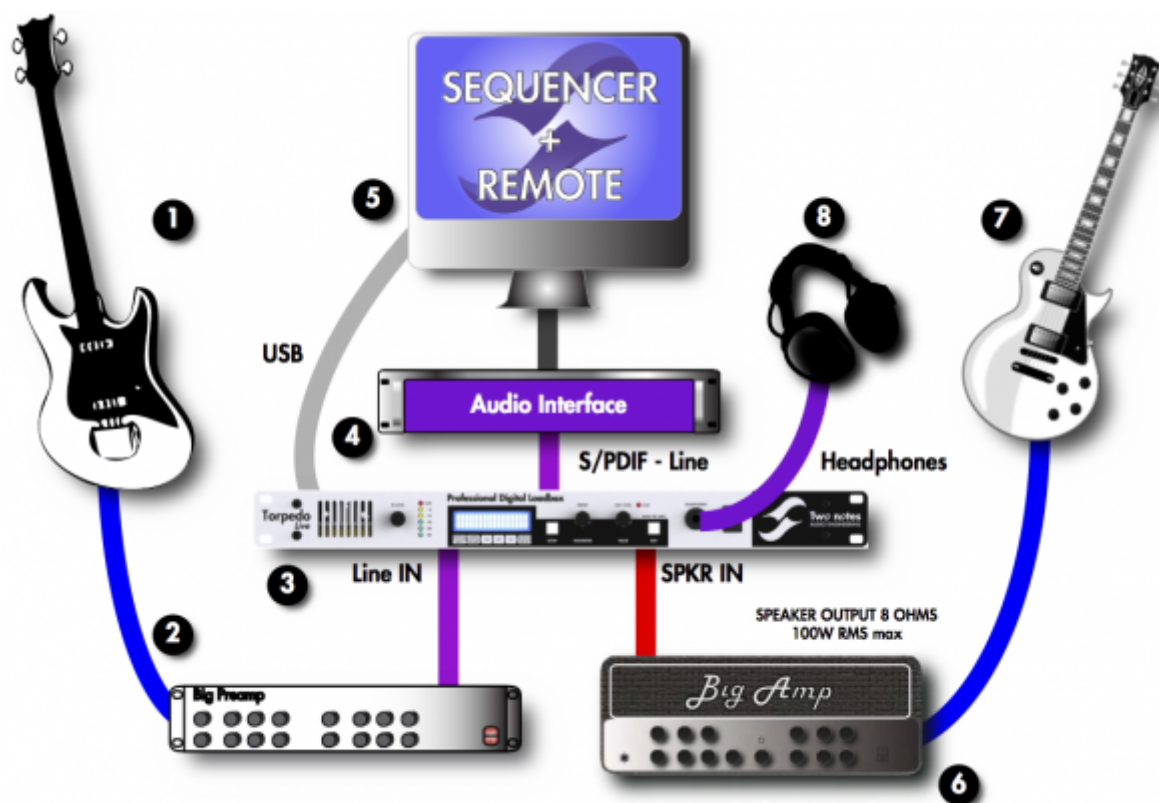 SEQUENCER
+
REMOTE
5
1
8
7
USB
Audio Interface
4
S/PDIF - Line
Headphones
Professional Digital Loadbox
Torpedo
Live
Two notes
AUDIO ENGINEERING
3
Line IN
SPKR IN
2
SPEAKER OUTPUT 8 OHMS
100W RMS max
Big Preamp
Big Amp
6